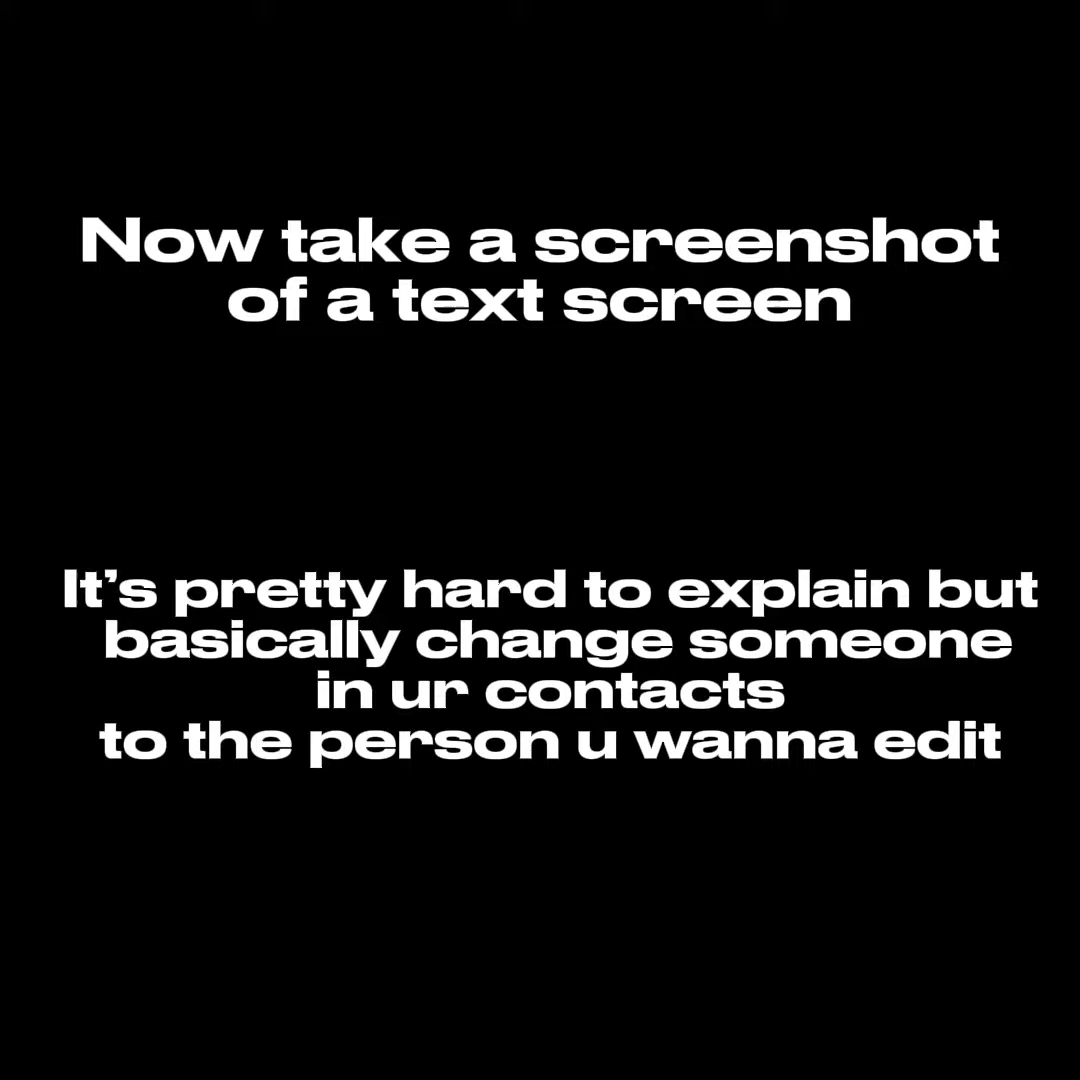 Now take a screenshot
of a text screen
It’s pretty hard to explain but
basically change someone
in ur contacts
to the person u wanna edit